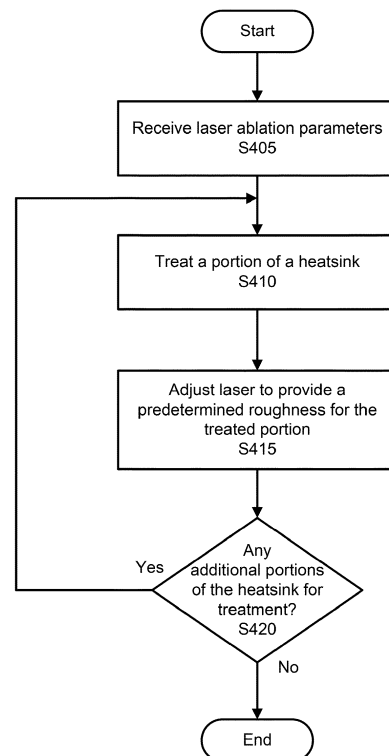 Start
Receive laser ablation parameters
S405
Treat a portion of a heatsink
S410
Adjust laser to provide a
predetermined roughness for the
treated portion
S415
Any
additional portions
of the heatsink for
treatment?
S420
Yes
No
End